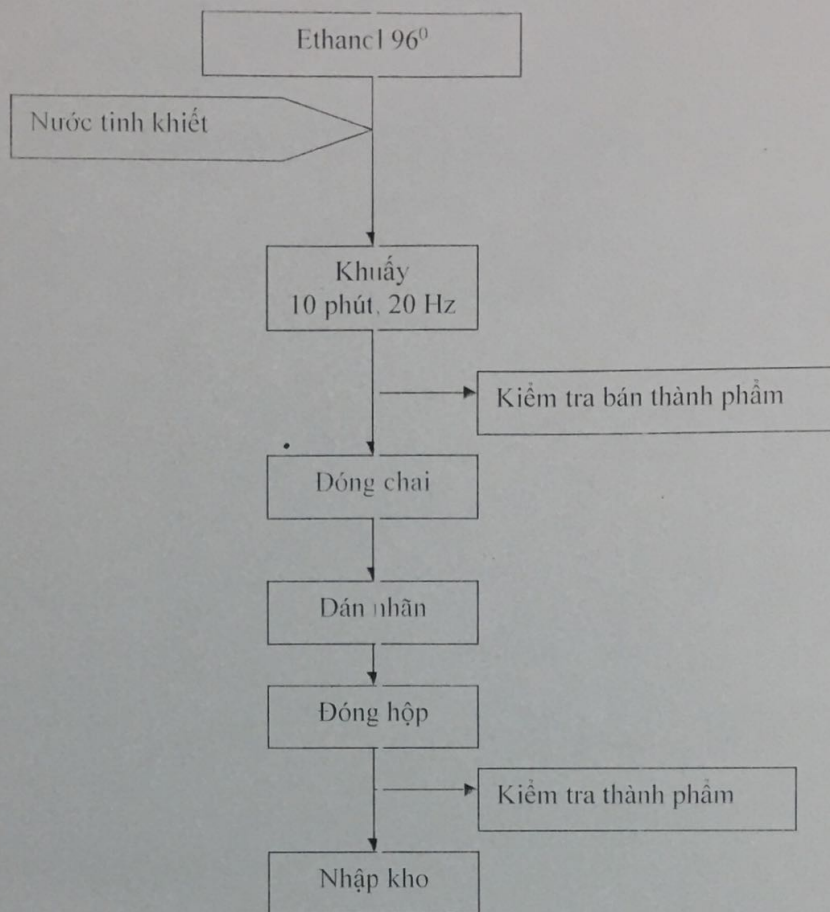 Ethanol 96⁰
Nước tinh khiết
Khuấy
10 phút, 20 Hz
Kiểm tra bán thành phẩm
Đóng chai
Dán nhãn
Đóng hộp
Kiểm tra thành phẩm
Nhập kho